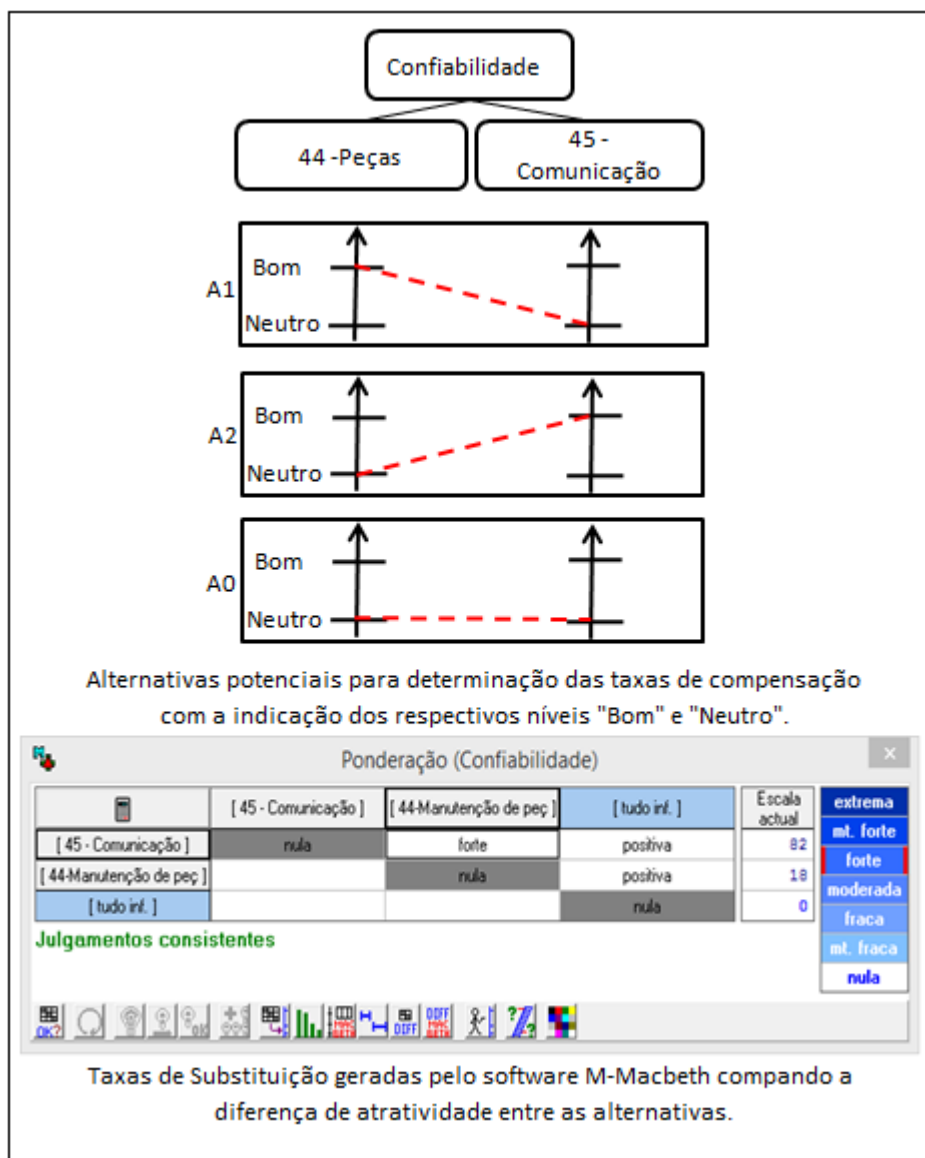 Confiabilidade
44 -Peças
45 -
Comunicação
Bom
A1
Neutro
Bom
A2
Neutro
Bom
A0
Neutro
Alternativas potenciais para determinação das taxas de compensação
com a indicação dos respectivos níveis "Bom" e "Neutro".
Ponderação (Confiabilidade)
[ 45 - Comunicação ] [ 44-Manutenção de peç ] [ tudo inf. ] Escala actual extrema
mt. forte
[ 45 - Comunicação ] nula forte positiva 82
forte
[ 44-Manutenção de peç ] nula positiva 18
moderada
[ tudo inf. ] nula 0
fraca
Julgamentos consistentes
mt. fraca
nula
OK? DIFF DIFF
Taxas de Substituição geradas pelo software M-Macbeth compando a
diferença de atratividade entre as alternativas.